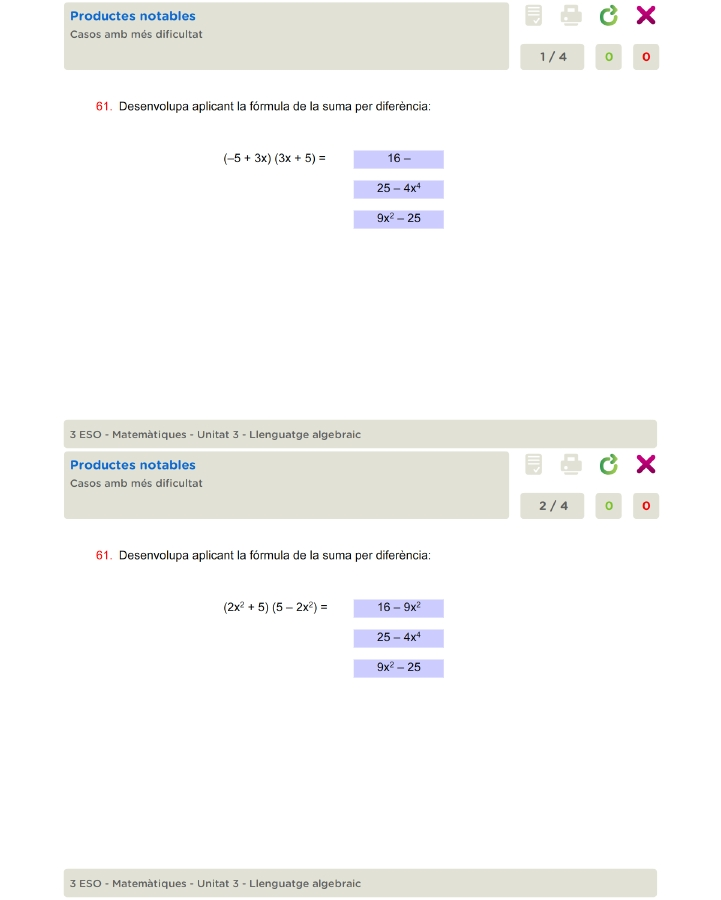 Productes notables
Casos amb més dificultat
1 / 4
0
0
61. Desenvolupa aplicant la fórmula de la suma per diferència:
(–5 + 3x) (3x + 5) =
16 –
25 – 4x⁴
9x² – 25
3 ESO - Matemàtiques - Unitat 3 - Llenguatge algebraic
Productes notables
Casos amb més dificultat
2 / 4
0
0
61. Desenvolupa aplicant la fórmula de la suma per diferència:
(2x² + 5) (5 – 2x²) =
16 – 9x²
25 – 4x⁴
9x² – 25
3 ESO - Matemàtiques - Unitat 3 - Llenguatge algebraic